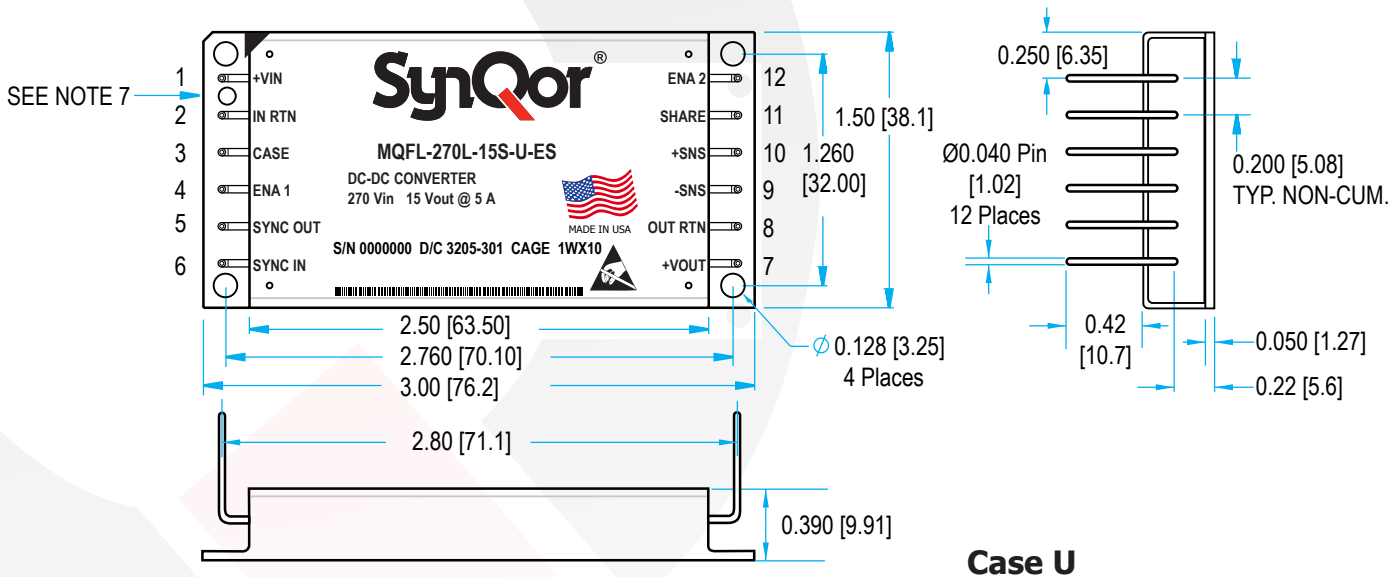 SynQor®
SEE NOTE 7
1
2
3
4
5
6
+VIN
IN RTN
CASE
ENA 1
SYNC OUT
SYNC IN
MQFL-270L-15S-U-ES
DC-DC CONVERTER
270 Vin 15 Vout @ 5 A
MADE IN USA
S/N 0000000 D/C 3205-301 CAGE 1WX10
ENA 2
SHARE
+SNS
-SNS
OUT RTN
+VOUT
12
11
10
9
8
7
1.50 [38.1]
1.260
[32.00]
2.50 [63.50]
2.760 [70.10]
3.00 [76.2]
Ø 0.128 [3.25]
4 Places
0.250 [6.35]
Ø0.040 Pin
[1.02]
12 Places
0.200 [5.08]
TYP. NON-CUM.
0.42
[10.7]
0.050 [1.27]
0.22 [5.6]
2.80 [71.1]
0.390 [9.91]
Case U